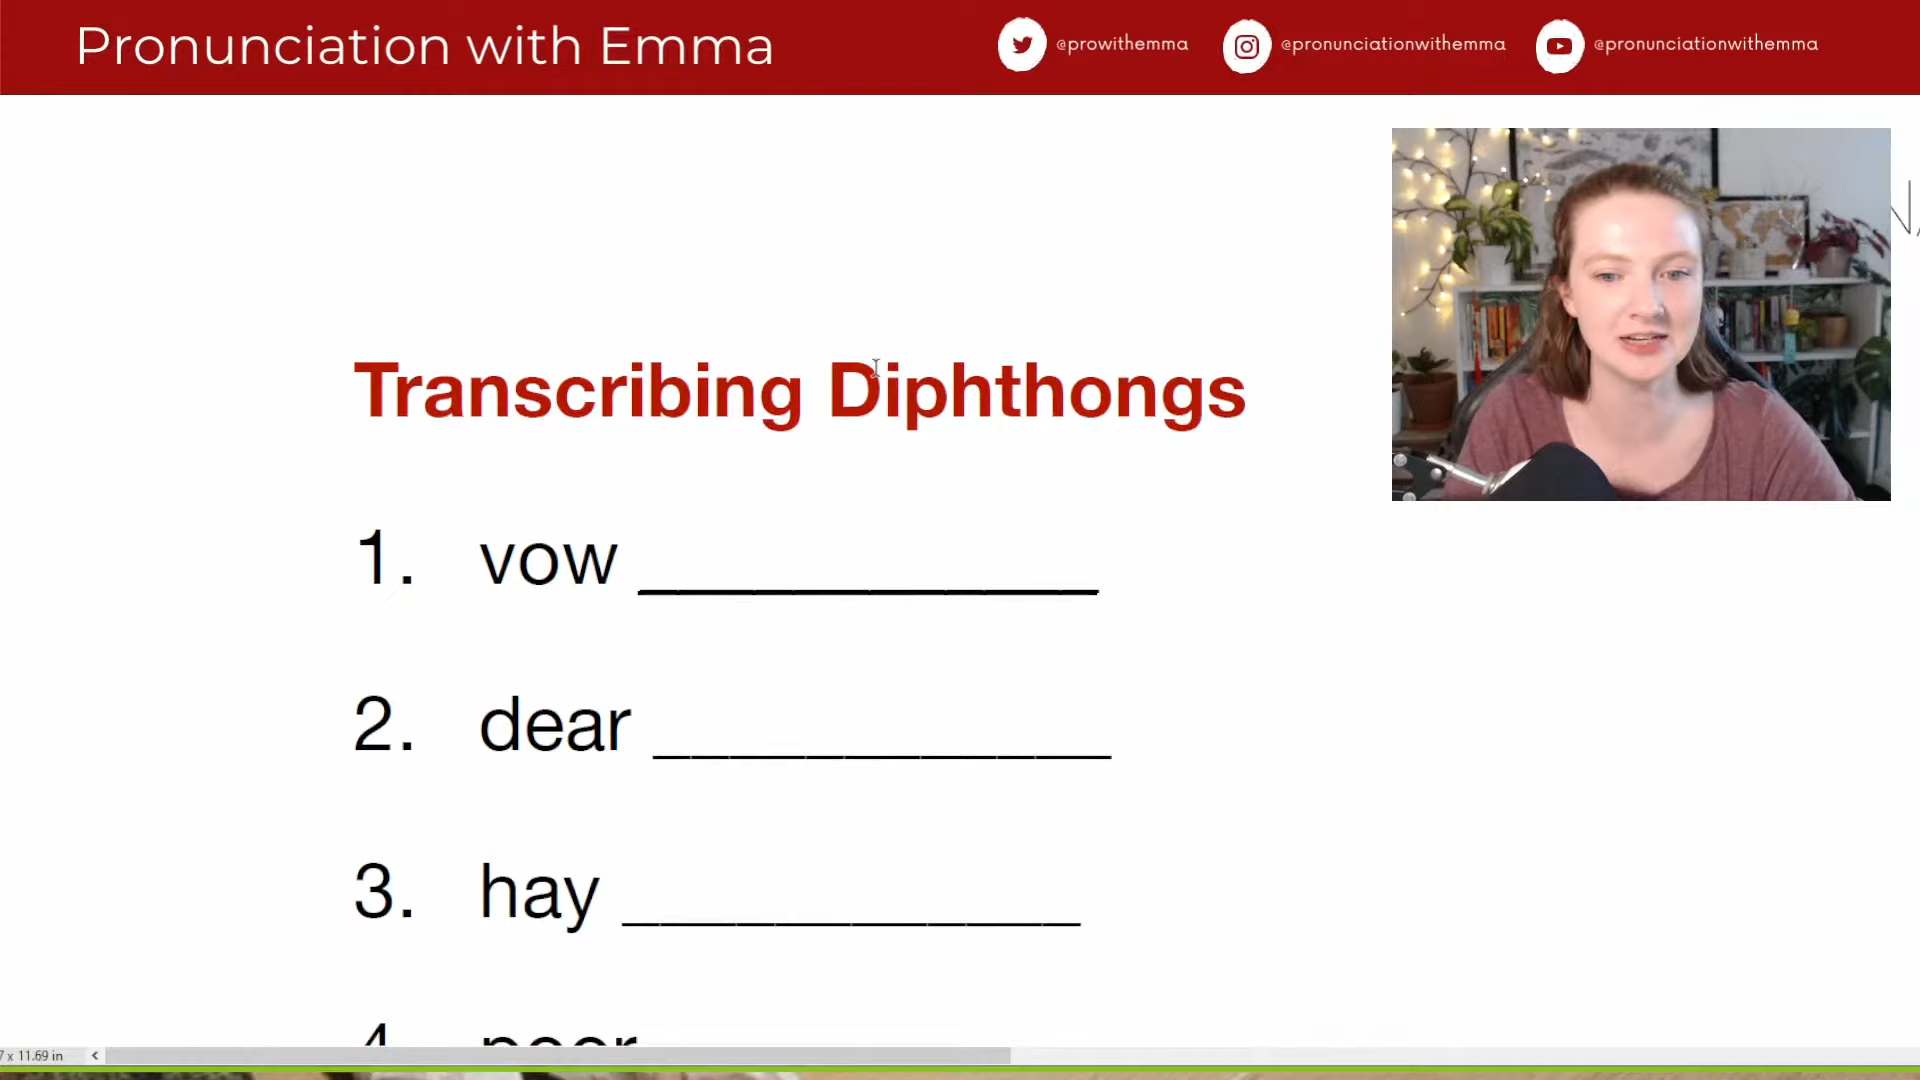 Pronunciation with Emma
@prowithemma
@pronunciationwithemma
@pronunciationwithemma
Transcribing Diphthongs
1. vow ____________
2. dear ____________
3. hay ____________
4.
x 11.69 in